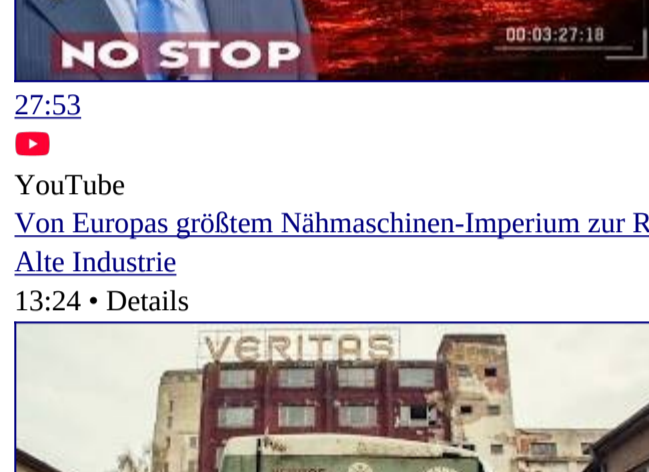 NO STOP
00:03:27:18
27:53
YouTube
Von Europas größtem Nähmaschinen-Imperium zur R
Alte Industrie
13:24 • Details
VERITAS